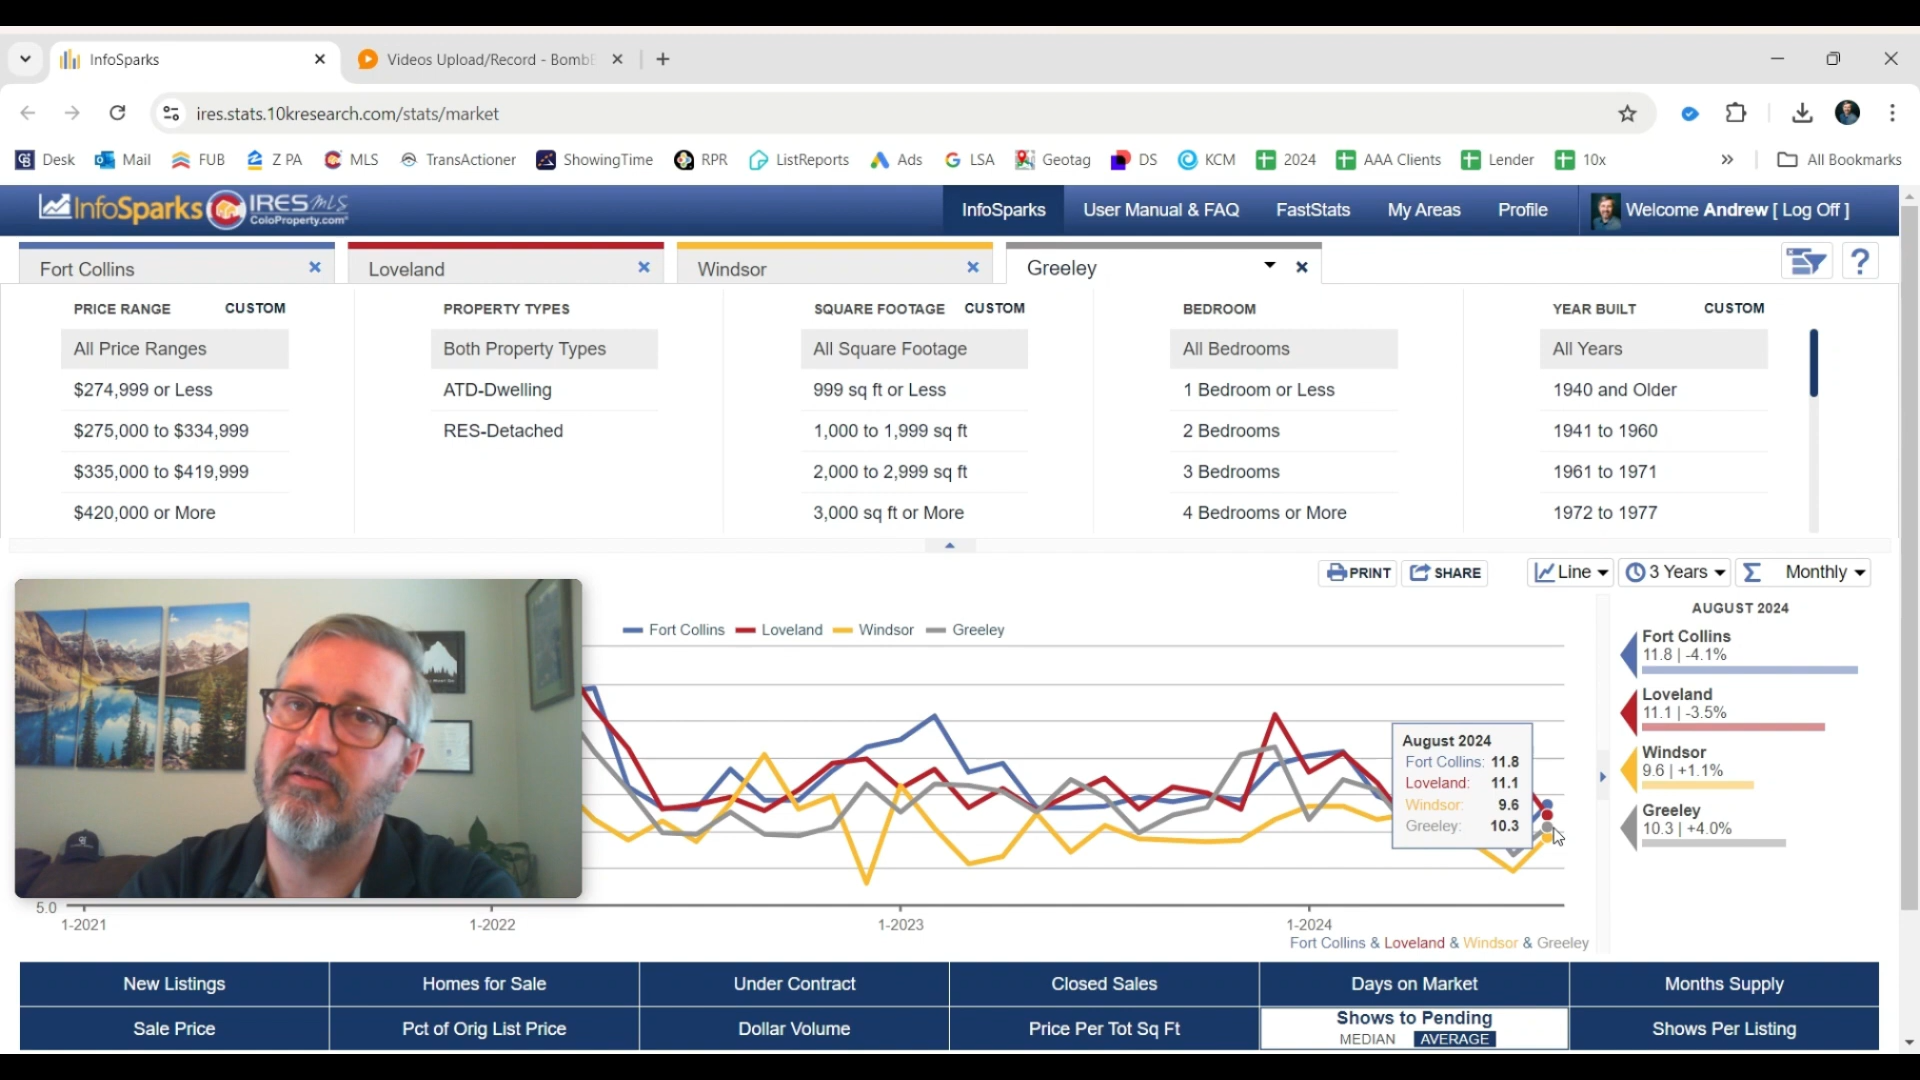 InfoSparks
Videos Upload/Record - BombB
ires.stats.10kresearch.com/stats/market
Desk Mail FUB Z PA MLS TransActioner ShowingTime RPR ListReports Ads LSA Geotag DS KCM 2024 AAA Clients Lender 10x » All Bookmarks
InfoSparks IRES MLS ColoProperty.com InfoSparks User Manual & FAQ FastStats My Areas Profile Welcome Andrew [ Log Off ]
Fort Collins Loveland Windsor Greeley ?
PRICE RANGE CUSTOM PROPERTY TYPES SQUARE FOOTAGE CUSTOM BEDROOM YEAR BUILT CUSTOM
All Price Ranges Both Property Types All Square Footage All Bedrooms All Years
$274,999 or Less ATD-Dwelling 999 sq ft or Less 1 Bedroom or Less 1940 and Older
$275,000 to $334,999 RES-Detached 1,000 to 1,999 sq ft 2 Bedrooms 1941 to 1960
$335,000 to $419,999 2,000 to 2,999 sq ft 3 Bedrooms 1961 to 1971
$420,000 or More 3,000 sq ft or More 4 Bedrooms or More 1972 to 1977
PRINT SHARE Line 3 Years Σ Monthly
AUGUST 2024
Fort Collins Loveland Windsor Greeley
Fort Collins
11.8 | -4.1%
Loveland
11.1 | -3.5%
Windsor
9.6 | +1.1%
Greeley
10.3 | +4.0%
August 2024
Fort Collins: 11.8
Loveland: 11.1
Windsor: 9.6
Greeley: 10.3
5.0
1-2021 1-2022 1-2023 1-2024
Fort Collins & Loveland & Windsor & Greeley
New Listings Homes for Sale Under Contract Closed Sales Days on Market Months Supply
Sale Price Pct of Orig List Price Dollar Volume Price Per Tot Sq Ft Shows to Pending Shows Per Listing
MEDIAN AVERAGE